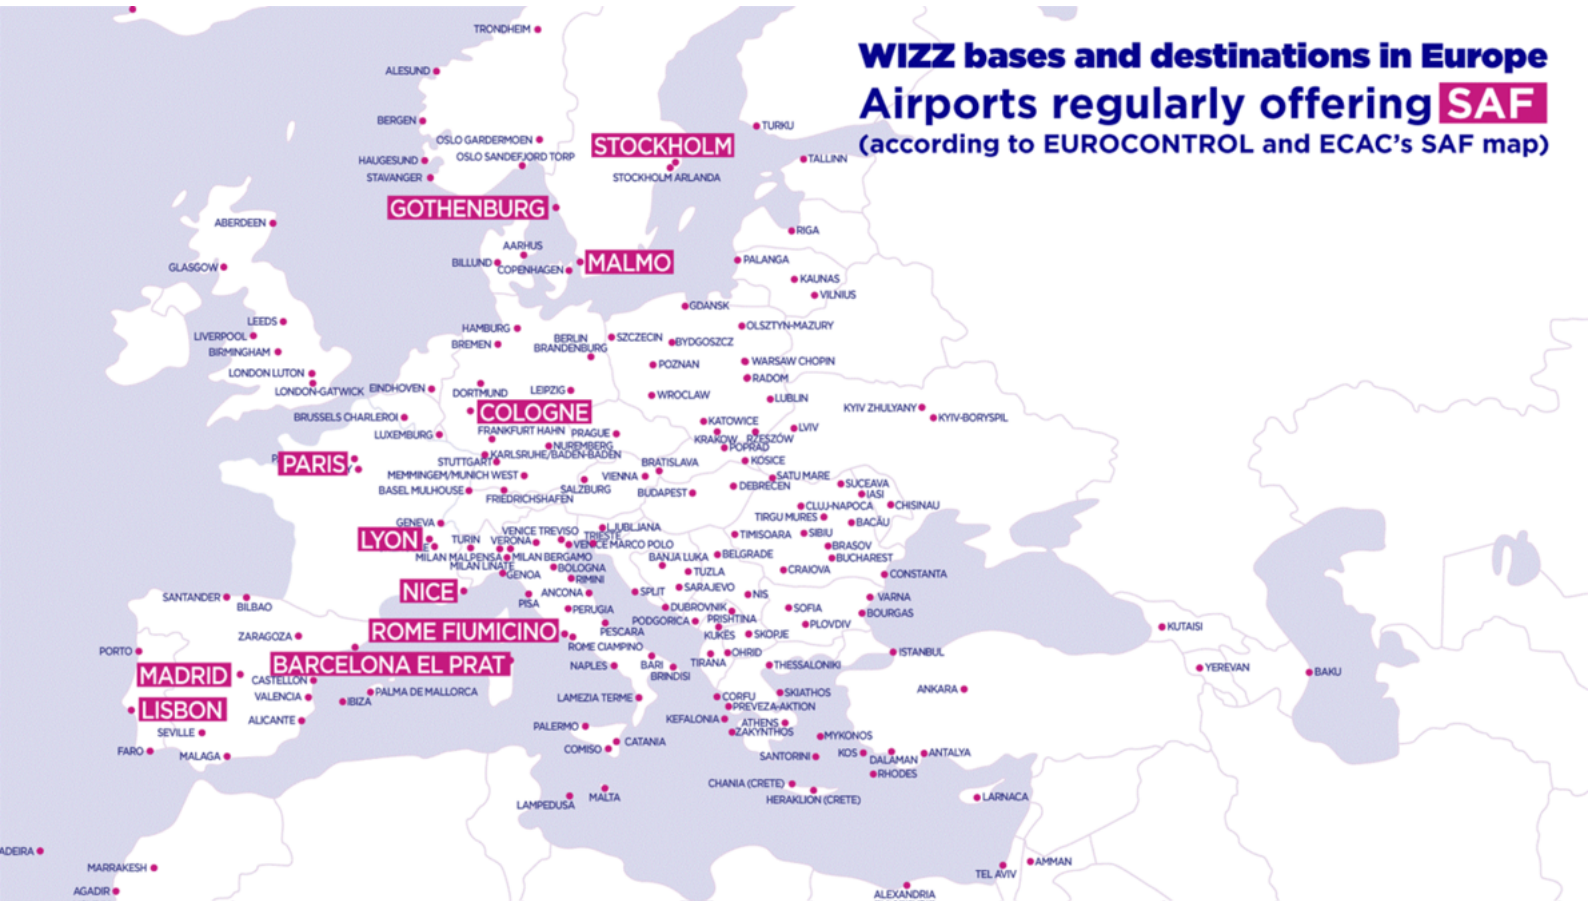 WIZZ bases and destinations in Europe
Airports regularly offering SAF
(according to EUROCONTROL and ECAC's SAF map)
TRONDHEIM
ALESUND
BERGEN
OSLO GARDERMOEN
OSLO SANDEFJORD TORP
HAUGESUND
STAVANGER
STOCKHOLM
STOCKHOLM ARLANDA
TURKU
TALLINN
GOTHENBURG
ABERDEEN
RIGA
AARHUS
BILLUND
COPENHAGEN
MALMO
PALANGA
GLASGOW
KAUNAS
VILNIUS
GDANSK
LEEDS
LIVERPOOL
BIRMINGHAM
HAMBURG
BREMEN
BERLIN
BRANDENBURG
SZCZECIN
BYDGOSZCZ
OLSZTYN-MAZURY
POZNAN
WARSAW CHOPIN
RADOM
LONDON LUTON
LONDON-GATWICK
EINDHOVEN
DORTMUND
LEIPZIG
WROCLAW
LUBLIN
KYIV ZHULYANY
KYIV-BORYSPIL
BRUSSELS CHARLEROI
COLOGNE
LUXEMBURG
FRANKFURT HAHN
PRAGUE
KATOWICE
KRAKOW
RZESZÓW
LVIV
NUREMBERG
KARLSRUHE/BADEN-BADEN
POPRAD
KOSICE
PARIS
STUTTGART
MEMMINGEM/MUNICH WEST
BASEL MULHOUSE
FRIEDRICHSHAFEN
SALZBURG
VIENNA
BRATISLAVA
BUDAPEST
DEBRECEN
SATU MARE
SUCEAVA
IASI
CLUJ-NAPOCA
CHISINAU
TIRGU MURES
BACĂU
GENEVA
LYON
TURIN
VENICE TREVISO
VERONA
LJUBLJANA
TRIESTE
VENICE MARCO POLO
MILAN MALPENSA
MILAN BERGAMO
MILAN LINATE
BOLOGNA
GENOA
RIMINI
TIMISOARA
SIBIU
BRASOV
BUCHAREST
BANJA LUKA
BELGRADE
TUZLA
CRAIOVA
CONSTANTA
NICE
PISA
ANCONA
PERUGIA
SPLIT
SARAJEVO
NIS
SOFIA
VARNA
BOURGAS
DUBROVNIK
PRISHTINA
PODGORICA
PLOVDIV
SANTANDER
BILBAO
ZARAGOZA
ROME FIUMICINO
PESCARA
ROME CIAMPINO
KUKËS
SKOPJE
KUTAISI
PORTO
BARCELONA EL PRAT
NAPLES
BARI
BRINDISI
TIRANA
OHRID
THESSALONIKI
ISTANBUL
YEREVAN
BAKU
MADRID
CASTELLON
VALENCIA
IBIZA
PALMA DE MALLORCA
LAMEZIA TERME
CORFU
SKIATHOS
PREVEZA-AKTION
ANKARA
LISBON
ALICANTE
SEVILLE
PALERMO
KEFALONIA
ATHENS
ZAKYNTHOS
MYKONOS
FARO
MALAGA
COMISO
CATANIA
SANTORINI
KOS
DALAMAN
ANTALYA
RHODES
CHANIA (CRETE)
HERAKLION (CRETE)
LARNACA
LAMPEDUSA
MALTA
ADEIRA
MARRAKESH
AGADIR
TEL AVIV
AMMAN
ALEXANDRIA